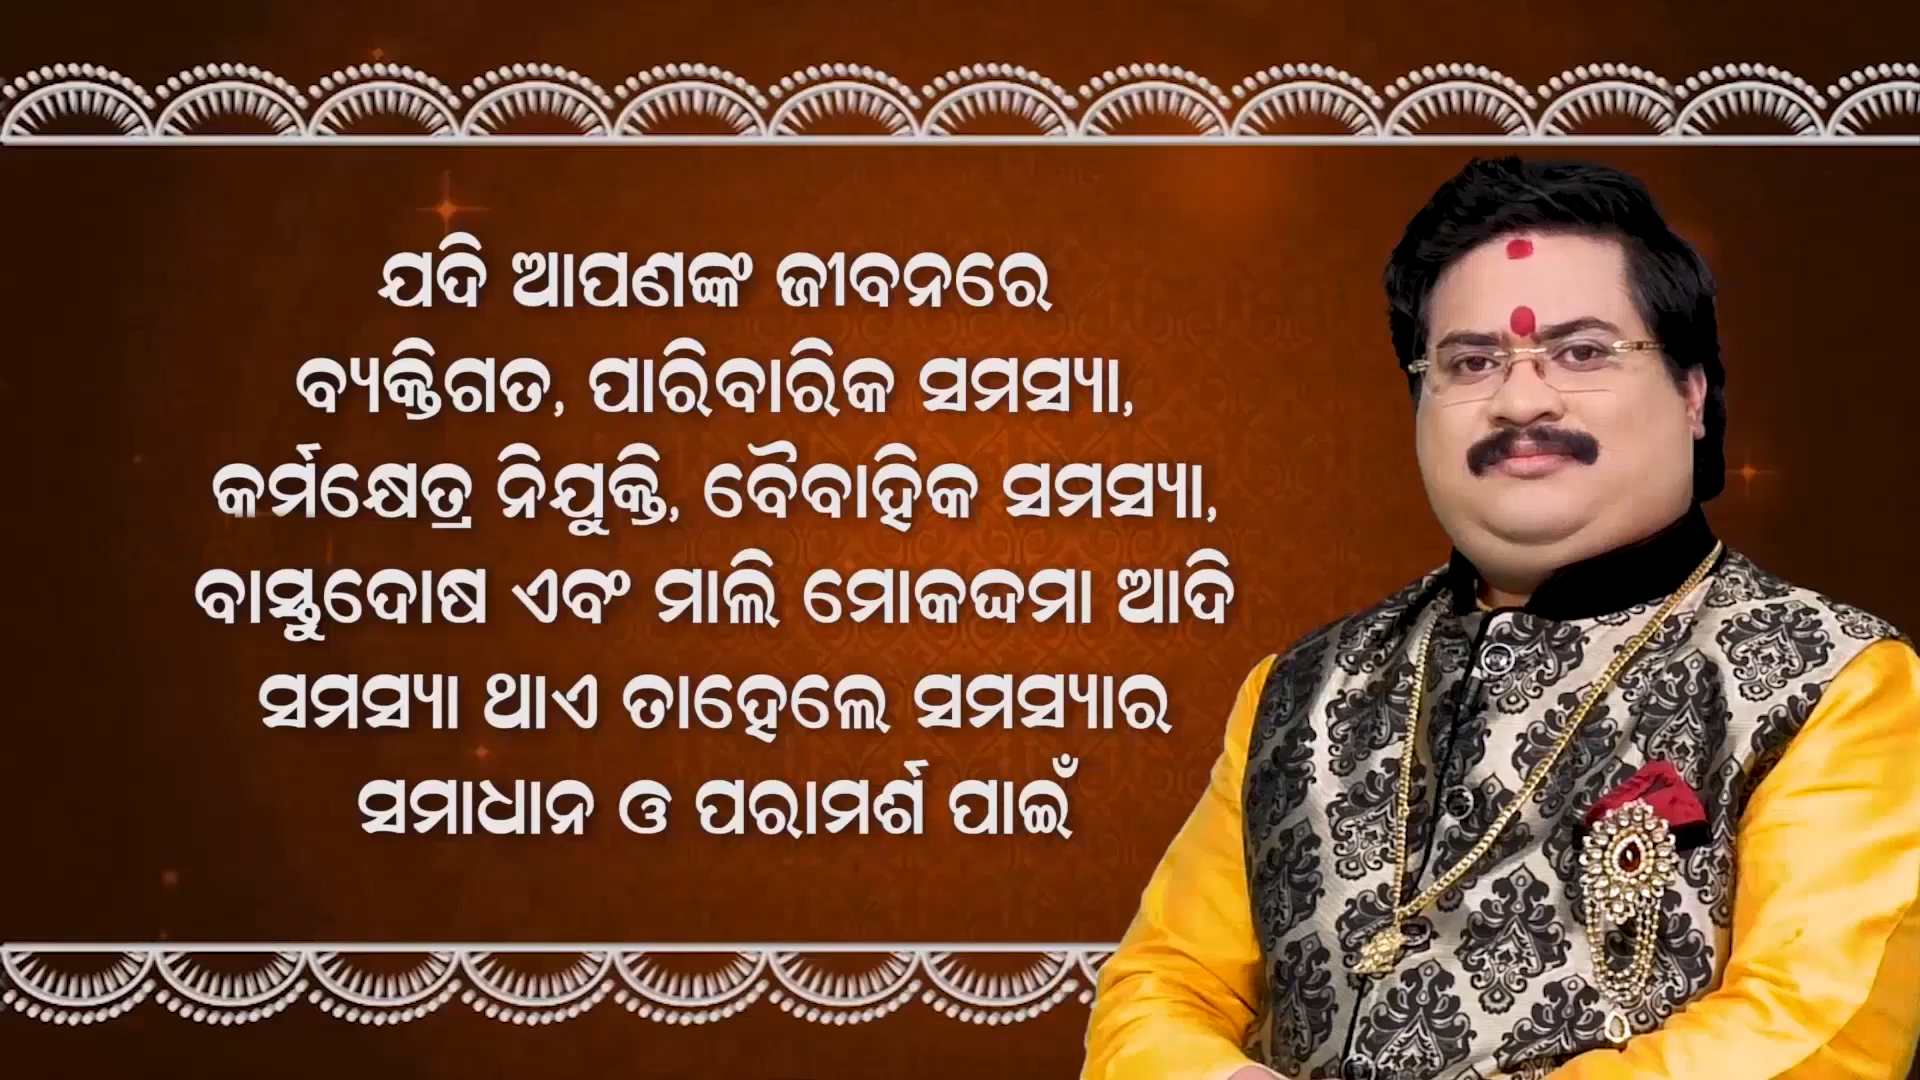 ଯଦି ଆପଣଙ୍କ ଜୀବନରେ
ବ୍ୟକ୍ତିଗତ, ପାରିବାରିକ ସମସ୍ୟା,
କର୍ମକ୍ଷେତ୍ର ନିଯୁକ୍ତି, ବୈବାହିକ ସମସ୍ୟା,
ବାସ୍ତୁଦୋଷ ଏବଂ ମାଲି ମୋକଦ୍ଦମା ଆଦି
ସମସ୍ୟା ଥାଏ ତାହେଲେ ସମସ୍ୟାର
ସମାଧାନ ଓ ପରାମର୍ଶ ପାଇଁ